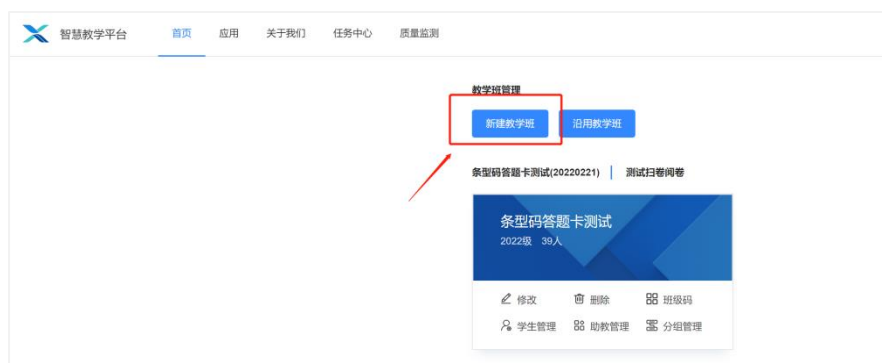 智慧教学平台 首页 应用 关于我们 任务中心 质量监测
教学班管理
新建教学班 沿用教学班
条型码答题卡测试(20220221) 测试扫卷阅卷
条型码答题卡测试
2022级 39人
修改 删除 班级码
学生管理 助教管理 分组管理